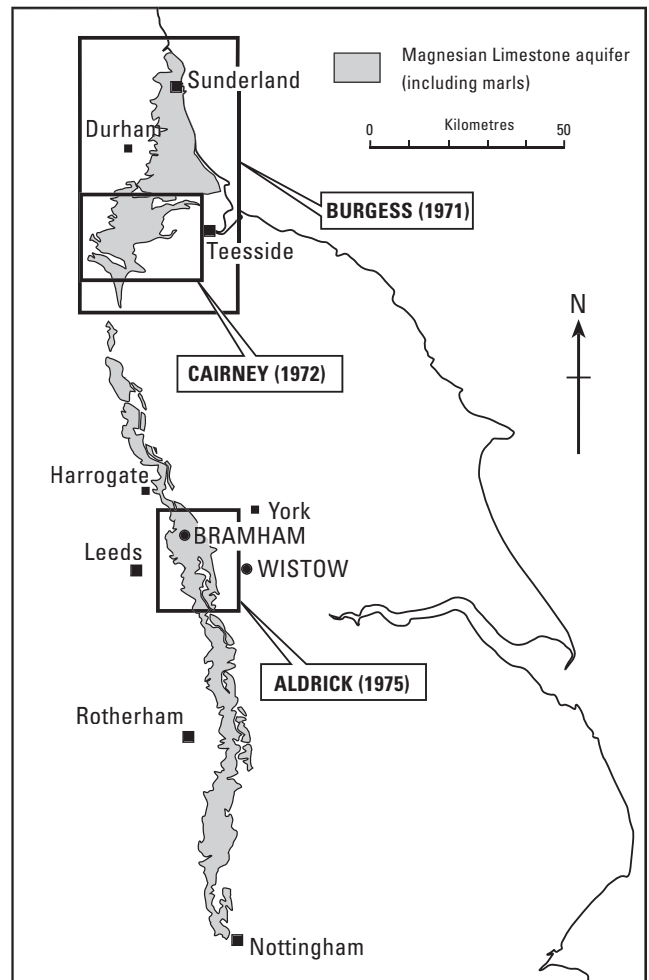 Magnesian Limestone aquifer
(including marls)
Sunderland
0 Kilometres 50
Durham
BURGESS (1971)
Teesside
N
CAIRNEY (1972)
Harrogate
York
BRAMHAM
Leeds
WISTOW
ALDRICK (1975)
Rotherham
Nottingham